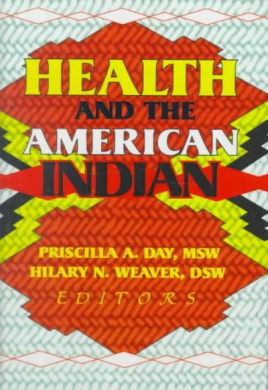 HEALTH
AND THE
AMERICAN
INDIAN
PRISCILLA A. DAY, MSW
HILARY N. WEAVER, DSW
EDITORS